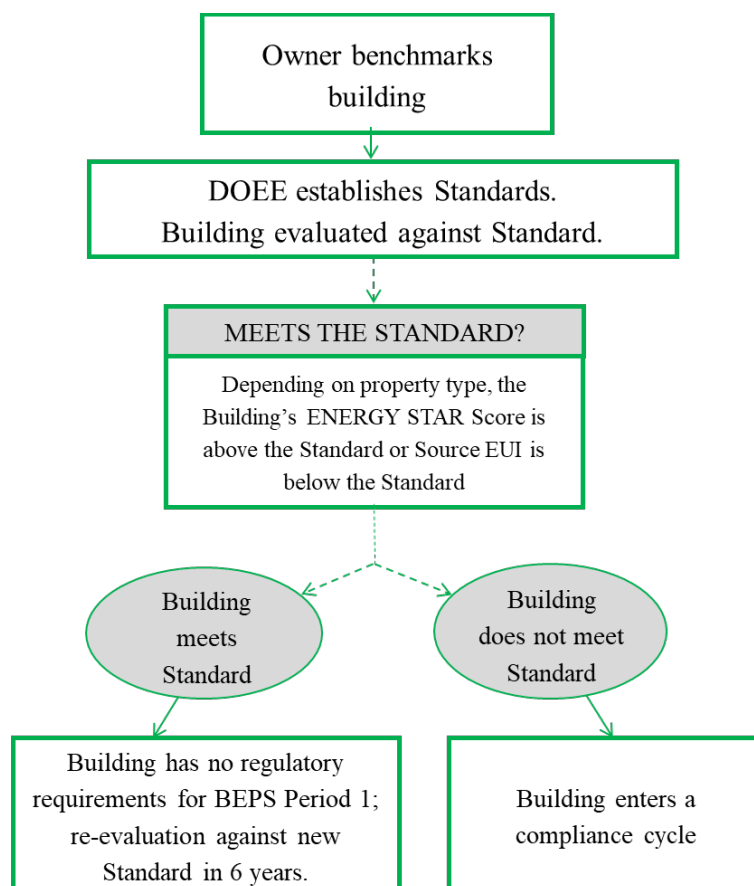 Owner benchmarks
building
DOEE establishes Standards.
Building evaluated against Standard.
MEETS THE STANDARD?
Depending on property type, the
Building’s ENERGY STAR Score is
above the Standard or Source EUI is
below the Standard
Building
meets
Standard
Building
does not meet
Standard
Building has no regulatory
requirements for BEPS Period 1;
re-evaluation against new
Standard in 6 years.
Building enters a
compliance cycle